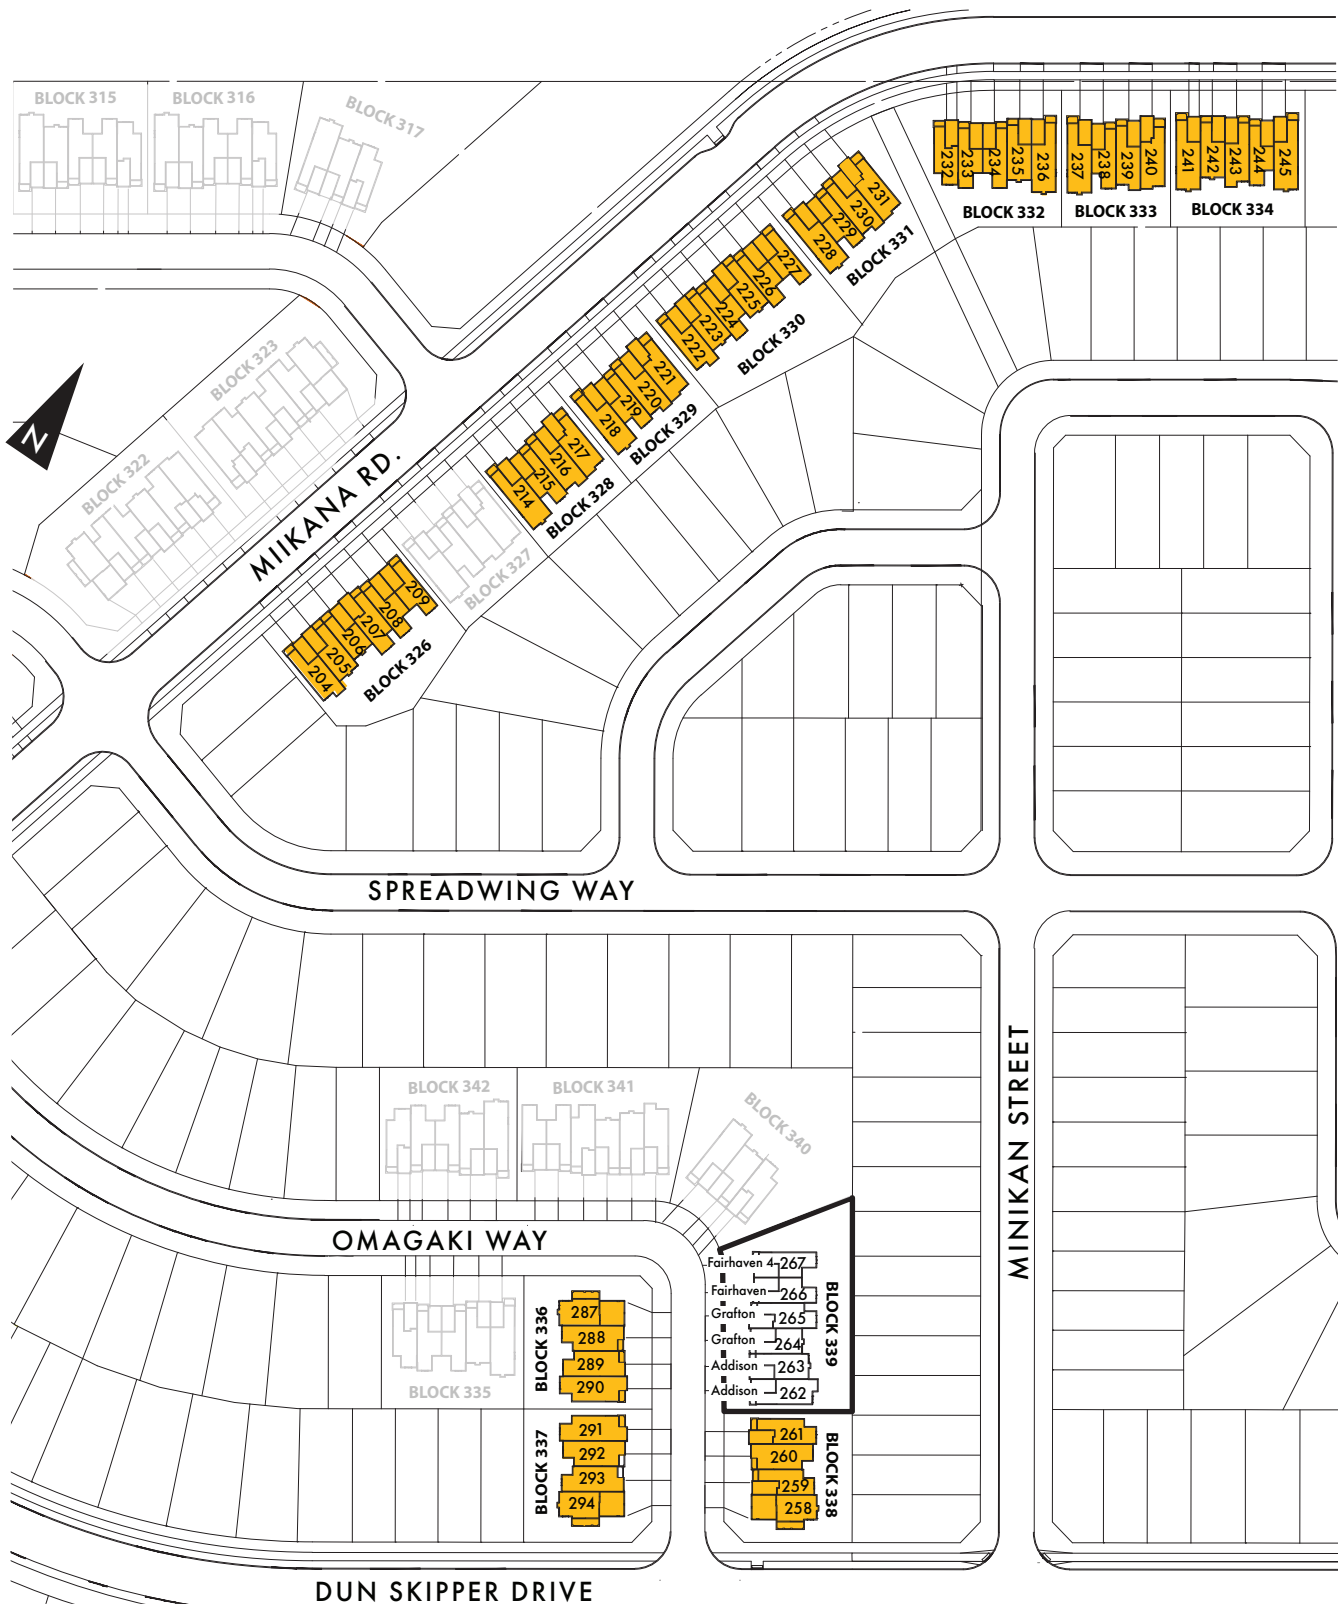 BLOCK 315
BLOCK 316
BLOCK 317
232
233
234
235
236
BLOCK 332
237
238
239
240
BLOCK 333
241
242
243
244
245
BLOCK 334
228
229
230
231
BLOCK 331
222
223
224
225
226
227
BLOCK 330
218
219
220
221
BLOCK 329
214
215
216
217
BLOCK 328
BLOCK 327
BLOCK 323
BLOCK 322
N
MIIKANA RD.
204
205
206
207
208
209
BLOCK 326
SPREADWING WAY
MINIKAN STREET
BLOCK 342
BLOCK 341
BLOCK 340
OMAGAKI WAY
BLOCK 335
BLOCK 336
287
288
289
290
BLOCK 337
291
292
293
294
Fairhaven 4 267
Fairhaven 266
Grafton 265
Grafton 264
Addison 263
Addison 262
BLOCK 339
261
260
259
258
BLOCK 338
DUN SKIPPER DRIVE